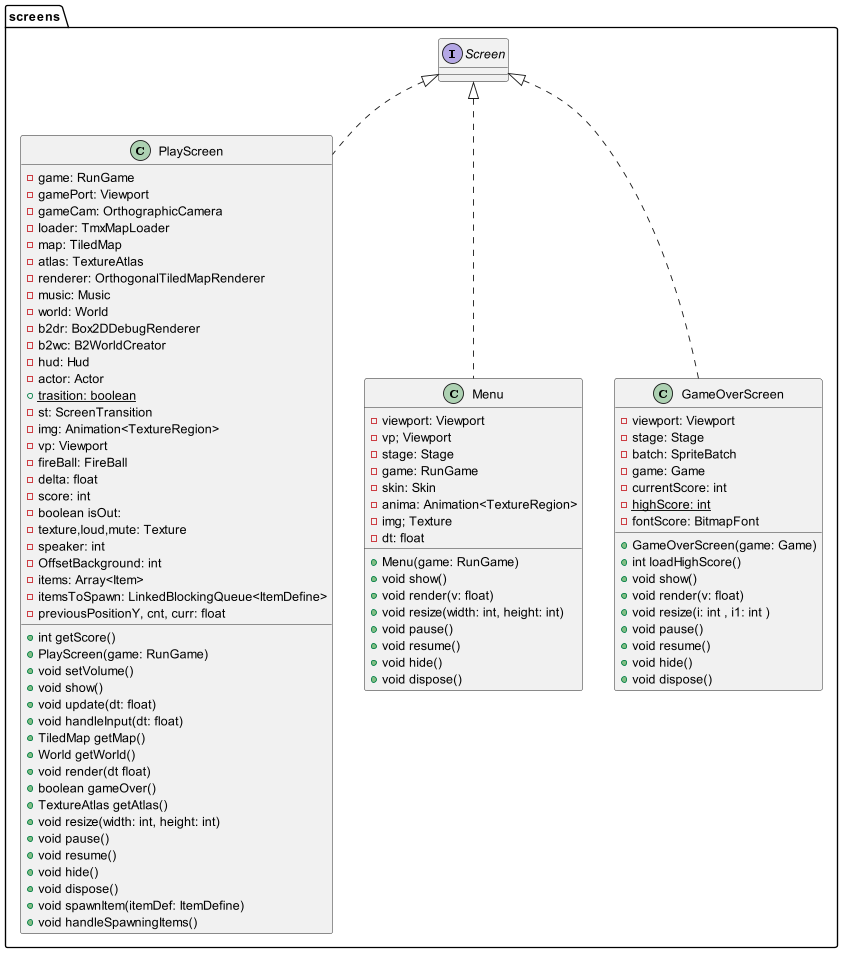 screens
I Screen
C PlayScreen
game: RunGame
gamePort: Viewport
gameCam: OrthographicCamera
loader: TmxMapLoader
map: TiledMap
atlas: TextureAtlas
renderer: OrthogonalTiledMapRenderer
music: Music
world: World
b2dr: Box2DDebugRenderer
b2wc: B2WorldCreator
hud: Hud
actor: Actor
trasition: boolean
st: ScreenTransition
img: Animation<TextureRegion>
vp: Viewport
fireBall: FireBall
delta: float
score: int
boolean isOut:
texture,loud,mute: Texture
speaker: int
OffsetBackground: int
items: Array<Item>
itemsToSpawn: LinkedBlockingQueue<ItemDefine>
previousPositionY, cnt, curr: float
int getScore()
PlayScreen(game: RunGame)
void setVolume()
void show()
void update(dt: float)
void handleInput(dt: float)
TiledMap getMap()
World getWorld()
void render(dt float)
boolean gameOver()
TextureAtlas getAtlas()
void resize(width: int, height: int)
void pause()
void resume()
void hide()
void dispose()
void spawnItem(itemDef: ItemDefine)
void handleSpawningItems()
C Menu
viewport: Viewport
vp; Viewport
stage: Stage
game: RunGame
skin: Skin
anima: Animation<TextureRegion>
img; Texture
dt: float
Menu(game: RunGame)
void show()
void render(v: float)
void resize(width: int, height: int)
void pause()
void resume()
void hide()
void dispose()
C GameOverScreen
viewport: Viewport
stage: Stage
batch: SpriteBatch
game: Game
currentScore: int
highScore: int
fontScore: BitmapFont
GameOverScreen(game: Game)
int loadHighScore()
void show()
void render(v: float)
void resize(i: int , i1: int )
void pause()
void resume()
void hide()
void dispose()